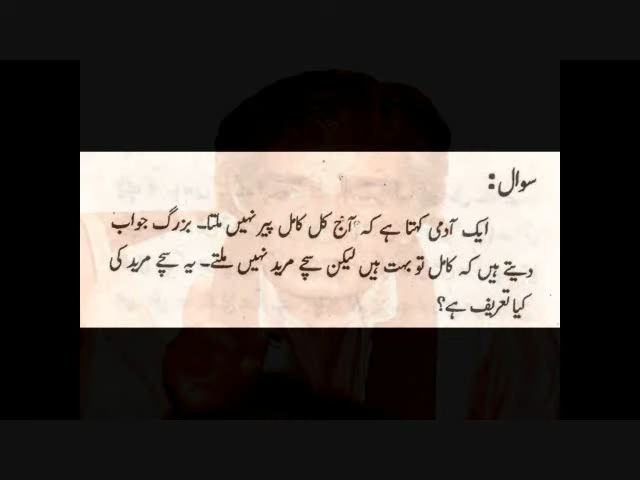 سوال:
ایک آدمی کہتا ہے کہ آج کل کامل پیر نہیں ملتا۔ بزرگ جواب
دیتے ہیں کہ کامل تو بہت ہیں لیکن سچے مرید نہیں ملتے۔ یہ سچے مرید کی
کیا تعریف ہے؟